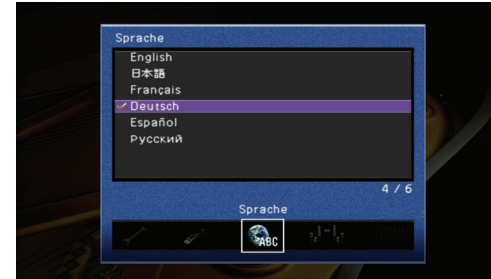 Sprache
English
日本語
Français
Deutsch
Español
Русский
4 / 6
Sprache
ABC